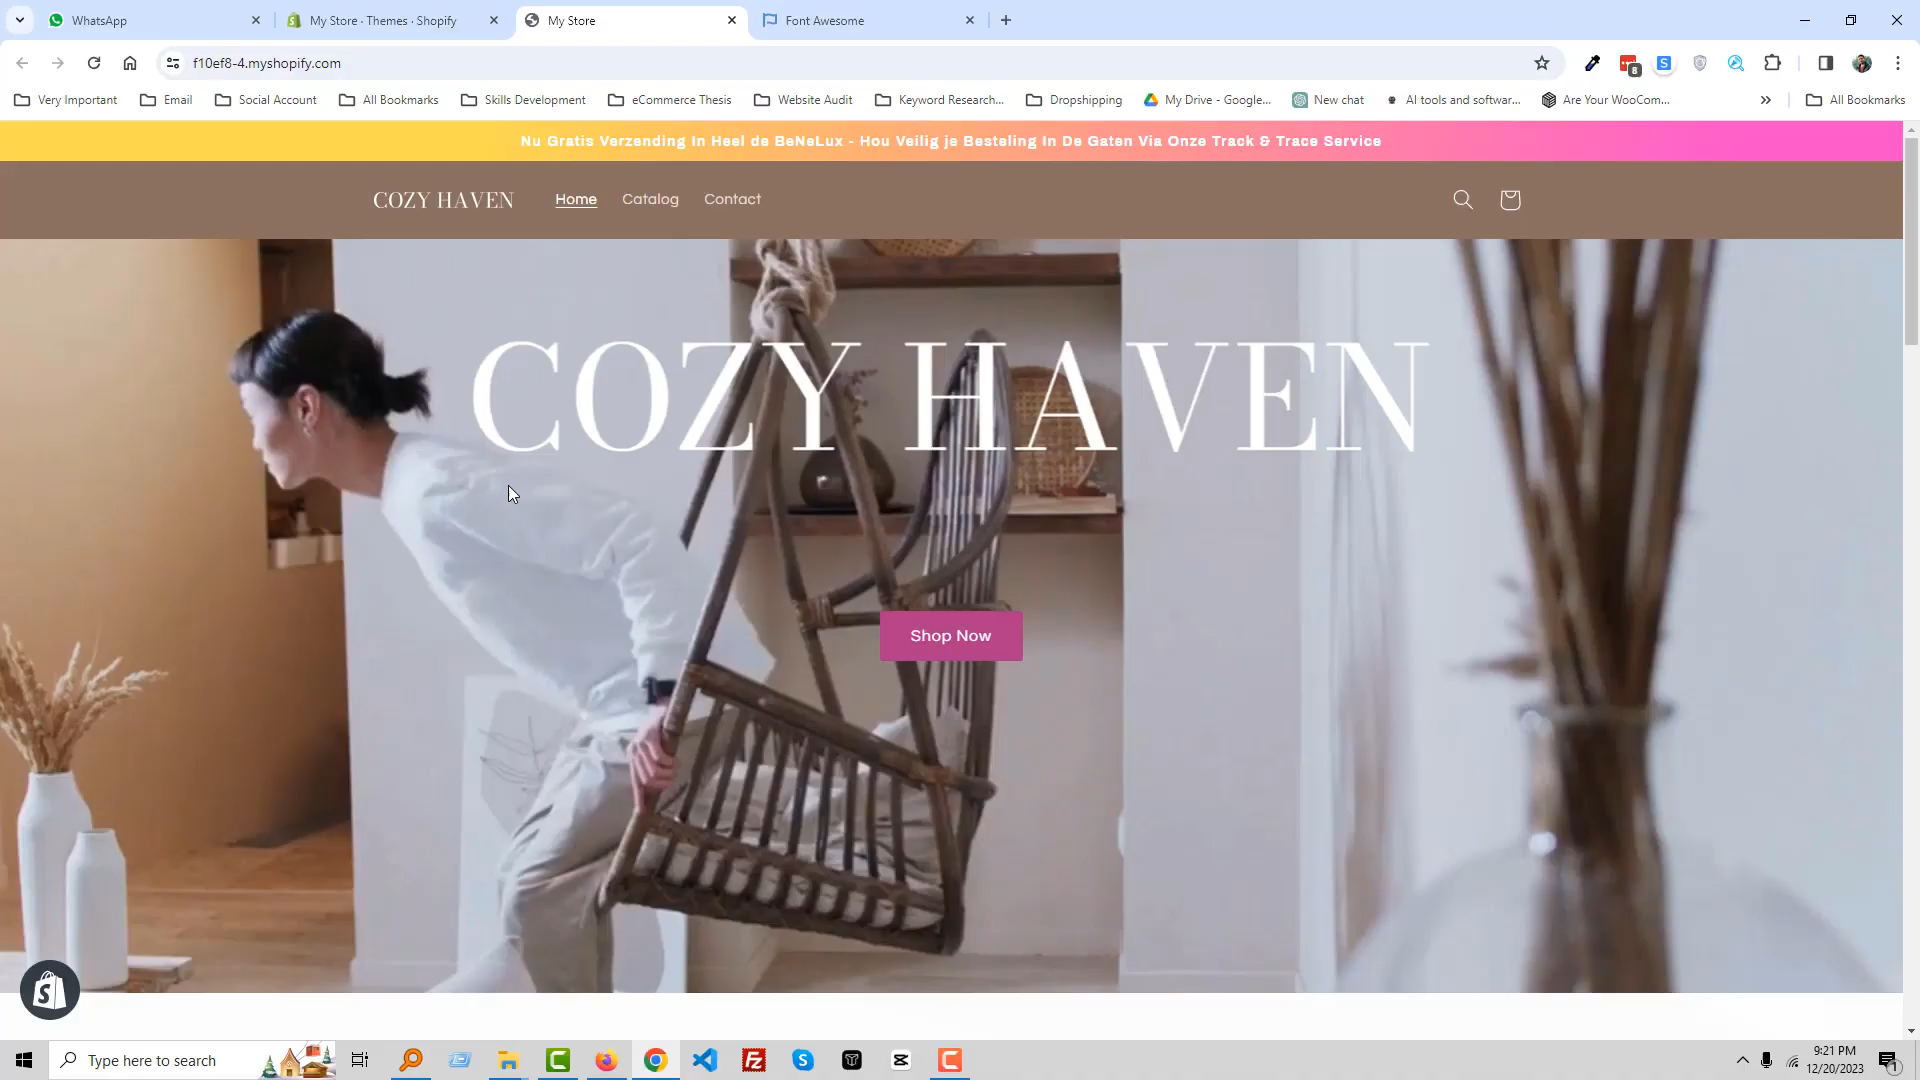 WhatsApp
My Store · Themes · Shopify
My Store
Font Awesome
f10ef8-4.myshopify.com
8
S
Very Important
Email
Social Account
All Bookmarks
Skills Development
eCommerce Thesis
Website Audit
Keyword Research...
Dropshipping
My Drive - Google...
New chat
AI tools and softwar...
Are Your WooCom...
»
All Bookmarks
Nu Gratis Verzending In Heel de BeNeLux - Hou Veilig je Besteling In De Gaten Via Onze Track & Trace Service
COZY HAVEN
Home
Catalog
Contact
COZY HAVEN
Shop Now
Type here to search
9:21 PM
12/20/2023
1